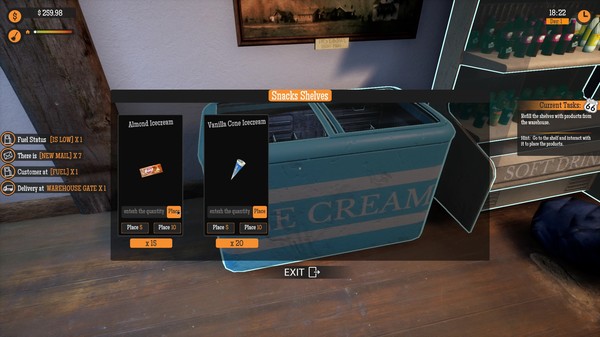 $ 259.98
18:22
Day 1
Snacks Shelves
Current Tasks:
66
Refill the shelves with products from
the warehouse.
Hint: Go to the shelf and interact with
it to place the products.
Fuel Status [IS LOW] X 1
There is [NEW MAIL] X 7
Customer at [FUEL] X 1
Delivery at WAREHOUSE GATE X 1
Almond Icecream
Vanilla Cone Icecream
Place
Place
Place 5
Place 10
Place 5
Place 10
x 15
x 20
E CREAM
SOFT DRIN
EXIT